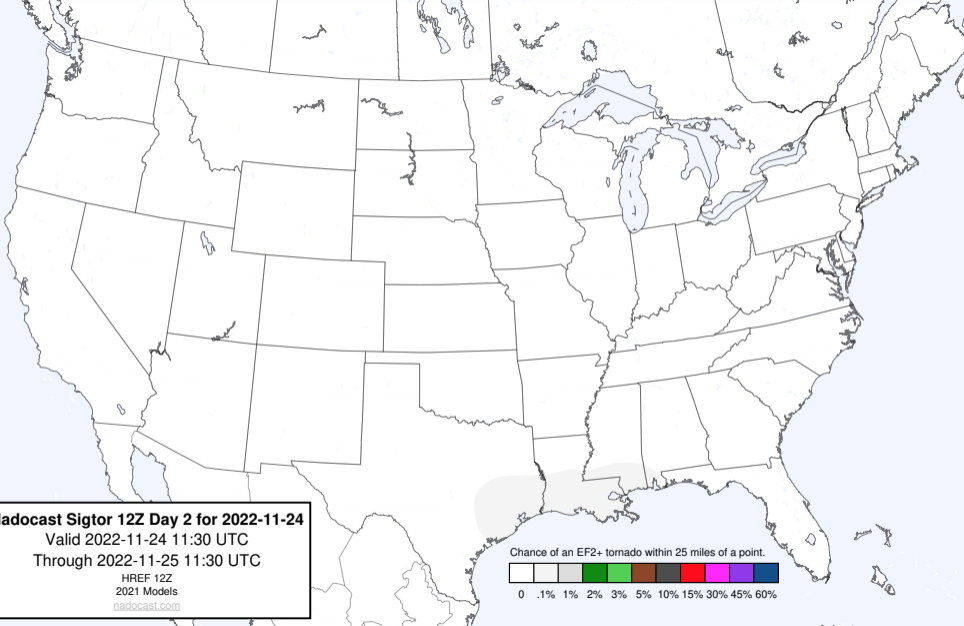 adocast Sigtor 12Z Day 2 for 2022-11-24
Valid 2022-11-24 11:30 UTC
Through 2022-11-25 11:30 UTC
HREF 12Z
2021 Models
nadocast.com
Chance of an EF2+ tornado within 25 miles of a point.
0 .1% 1% 2% 3% 5% 10% 15% 30% 45% 60%